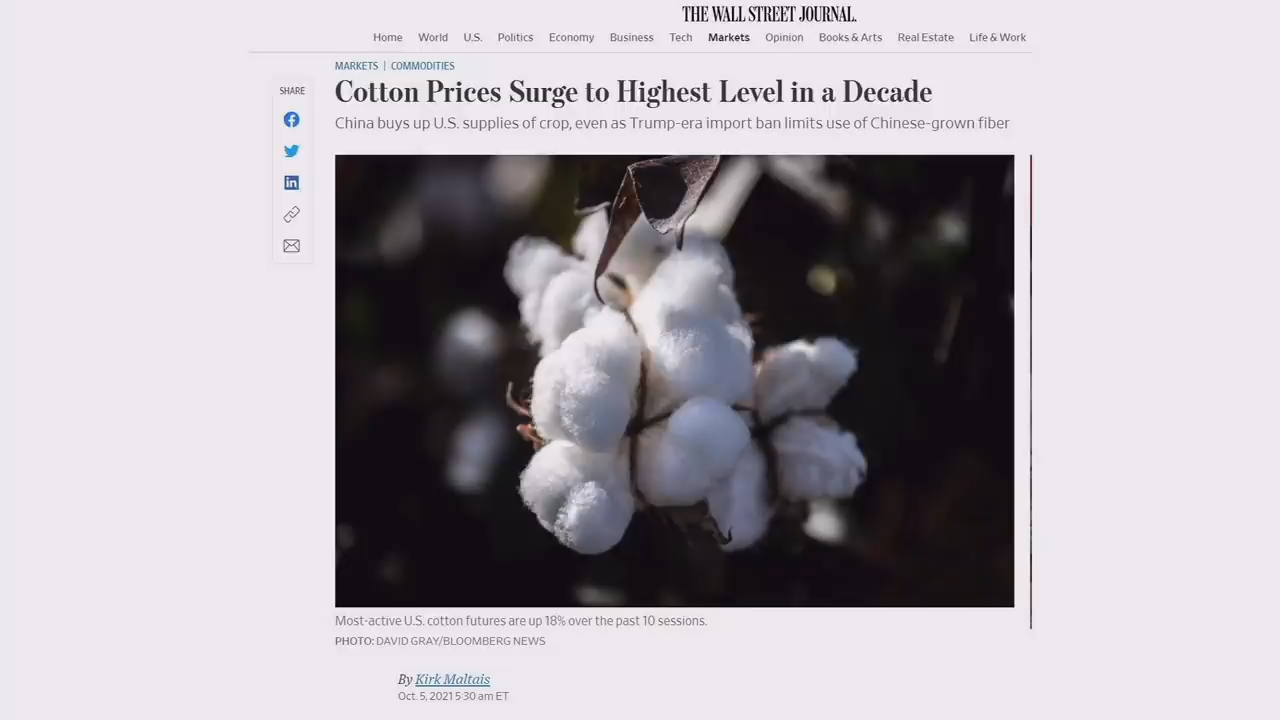 THE WALL STREET JOURNAL.
Home World U.S. Politics Economy Business Tech Markets Opinion Books & Arts Real Estate Life & Work
MARKETS | COMMODITIES
SHARE
Cotton Prices Surge to Highest Level in a Decade
China buys up U.S. supplies of crop, even as Trump-era import ban limits use of Chinese-grown fiber
Most-active U.S. cotton futures are up 18% over the past 10 sessions.
PHOTO: DAVID GRAY/BLOOMBERG NEWS
By Kirk Maltais
Oct. 5, 2021 5:30 am ET